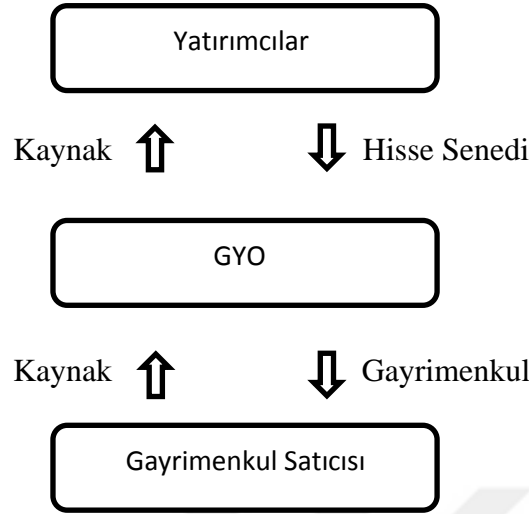 Yatırımcılar
Kaynak Hisse Senedi
GYO
Kaynak Gayrimenkul
Gayrimenkul Satıcısı